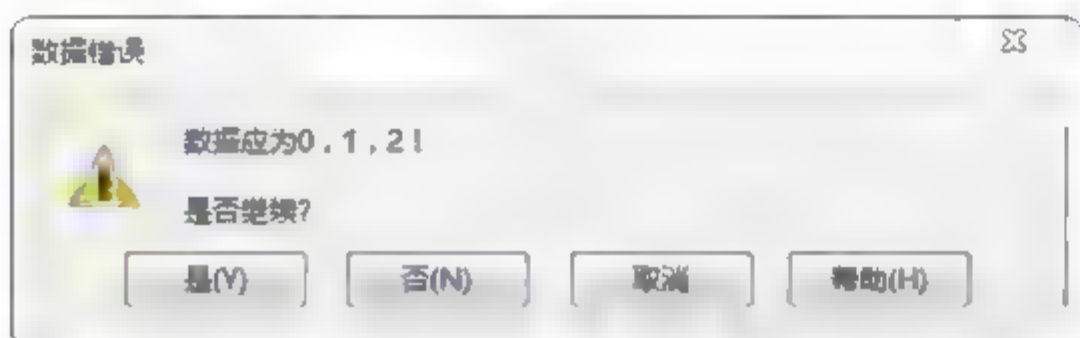 数据错误
数据应为0，1，2！
是否继续?
是(Y) 否(N) 取消 帮助(H)